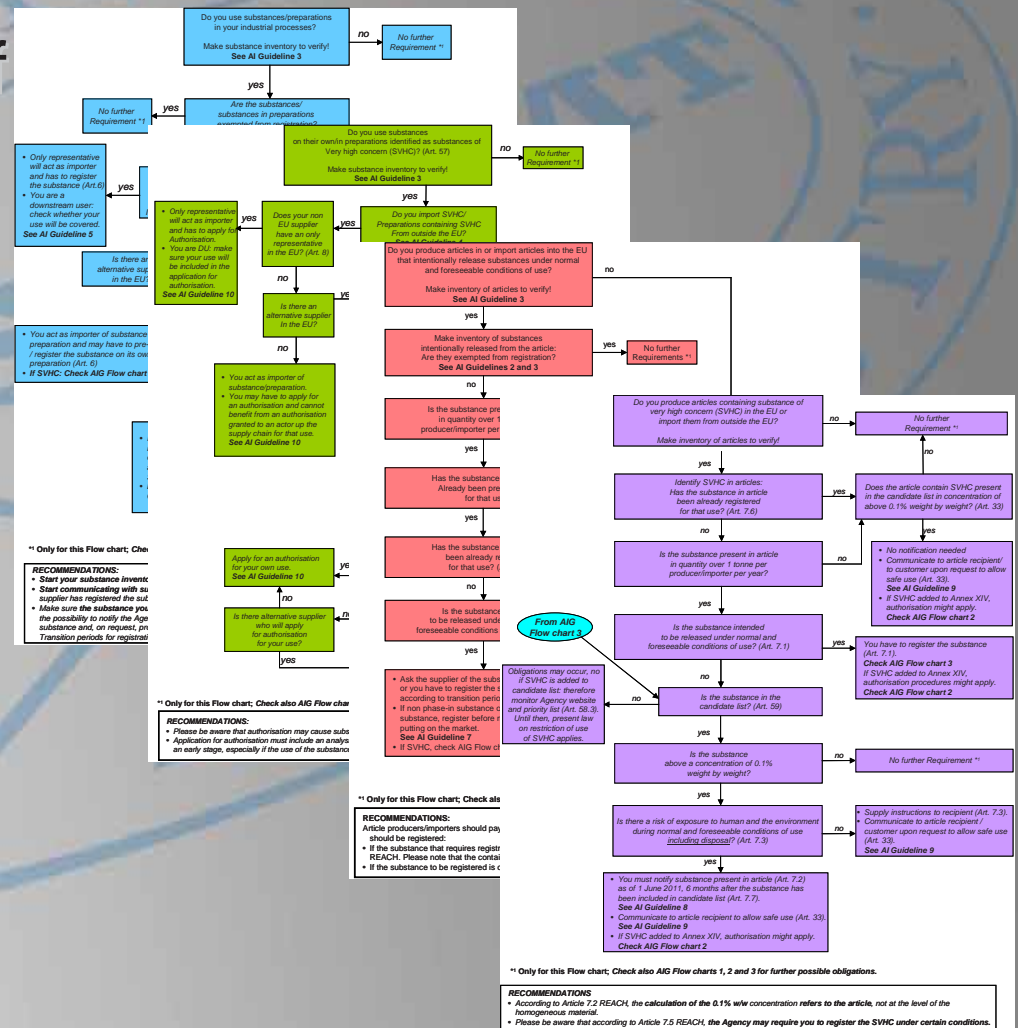 Do you use substances/preparations
in your industrial processes?
Make substance inventory to verify!
See AI Guideline 3
no
No further
Requirement *¹
yes
Are the substances/
substances in preparations
exempted from registration?
yes
No further
Requirement *1
• Only representative
will act as importer
and has to register
the substance (Art.6)
• You are a
downstream user:
check whether your
use will be covered.
See AI Guideline 5
yes
Is there an
alternative
in the EU?
• You act as importer of substance
preparation and may have to
/ register the substance on its
preparation (Art. 6)
• If SVHC: Check AIG Flow chart
*¹ Only for this Flow chart;
RECOMMENDATIONS:
• Start your substance
• Start communicating with
supplier has registered the
• Make sure the substance
the possibility to notify the
substance and, on request,
Transition periods for
Do you use substances
on their own/in preparations identified as substances of
Very high concern (SVHC)? (Art. 57)
Make substance inventory to verify!
See AI Guideline 3
no
No further
Requirement *1
yes
Do you import SVHC/
Preparations containing SVHC
From outside the EU?
yes
Does your non
EU supplier
have an only
representative
in the EU? (Art. 8)
yes
• Only representative
will act as importer
and has to apply for
Authorisation.
• You are DU: make
sure your use will
be included in the
application for
authorisation.
See AI Guideline 10
no
Is there an
alternative supplier
In the EU?
no
• You act as importer of
substance/preparation.
• You may have to apply for
an authorisation and cannot
benefit from an authorisation
granted to an actor up the
supply chain for that use.
See AI Guideline 10
Apply for an authorisation
for your own use.
See AI Guideline 10
no
Is there alternative supplier
who will apply
for authorisation
for your use?
yes
*¹ Only for this Flow chart; Check also AIG Flow
RECOMMENDATIONS:
• Please be aware that authorisation may cause
• Application for authorisation must include an
an early stage, especially if the use of the
Do you produce articles in or import articles into the EU
that intentionally release substances under normal
and foreseeable conditions of use?
Make inventory of articles to verify!
See AI Guideline 3
no
yes
Make inventory of substances
intentionally released from the article:
Are they exempted from registration?
See AI Guidelines 2 and 3
yes
No further
Requirements *¹
no
Is the substance
in quantity over 1
producer/importer per
yes
Has the substance
Already been
for that
yes
Has the substance
been already
for that use?
no
Is the substance
to be released
foreseeable conditions
yes
• Ask the supplier of the
or you have to register the
according to transition
• If non phase-in substance
substance, register before
putting on the market.
See AI Guideline 7
• If SVHC, check AIG Flow
*¹ Only for this Flow chart; Check
RECOMMENDATIONS:
Article producers/importers should
should be registered:
• If the substance that requires
REACH. Please note that the
• If the substance to be registered is
Do you produce articles containing substance of
very high concern (SVHC) in the EU or
import them from outside the EU?
Make inventory of articles to verify!
no
No further
Requirement *¹
yes
no
Identify SVHC in articles:
Has the substance in article
been already registered
for that use? (Art. 7.6)
yes
Does the article contain SVHC present
in the candidate list in concentration of
above 0.1% weight by weight? (Art. 33)
no
yes
Is the substance present in article
in quantity over 1 tonne per
producer/importer per year?
no
• No notification needed
• Communicate to article recipient/
to customer upon request to allow
safe use (Art. 33).
See AI Guideline 9
• If SVHC added to Annex XIV,
authorisation might apply.
Check AIG Flow chart 2
yes
From AIG
Flow chart 3
Is the substance intended
to be released under normal and
foreseeable conditions of use? (Art. 7.1)
yes
You have to register the substance
(Art. 7.1).
Check AIG Flow chart 3
If SVHC added to Annex XIV,
authorisation procedures might apply.
Check AIG Flow chart 2
no
Obligations may occur, no
if SVHC is added to
candidate list: therefore
monitor Agency website
and priority list (Art. 58.3).
Until then, present law
on restriction of use
of SVHC applies.
no
Is the substance in the
candidate list? (Art. 59)
yes
Is the substance
above a concentration of 0.1%
weight by weight?
no
No further Requirement *¹
yes
Is there a risk of exposure to human and the environment
during normal and foreseeable conditions of use
including disposal? (Art. 7.3)
no
• Supply instructions to recipient (Art. 7.3).
• Communicate to article recipient /
customer upon request to allow safe use
(Art. 33).
See AI Guideline 9
yes
• You must notify substance present in article (Art. 7.2)
as of 1 June 2011, 6 months after the substance has
been included in candidate list (Art. 7.7).
See AI Guideline 8
• Communicate to article recipient to allow safe use (Art. 33).
See AI Guideline 9
• If SVHC added to Annex XIV, authorisation might apply.
Check AIG Flow chart 2
*¹ Only for this Flow chart; Check also AIG Flow charts 1, 2 and 3 for further possible obligations.
RECOMMENDATIONS
• According to Article 7.2 REACH, the calculation of the 0.1% w/w concentration refers to the article, not at the level of the
homogeneous material.
• Please be aware that according to Article 7.5 REACH, the Agency may require you to register the SVHC under certain conditions.